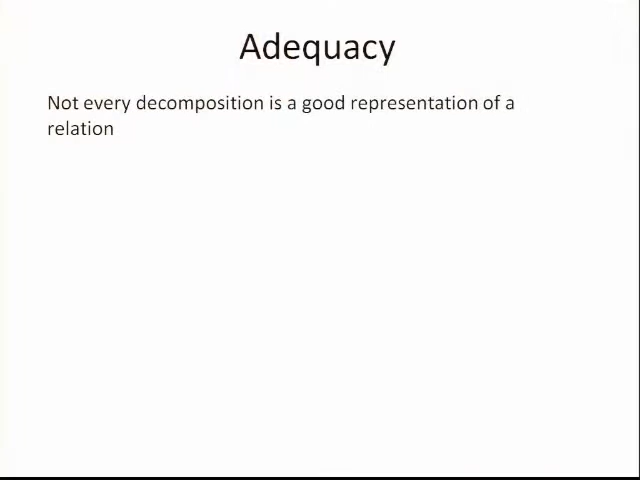 Adequacy
Not every decomposition is a good representation of a
relation